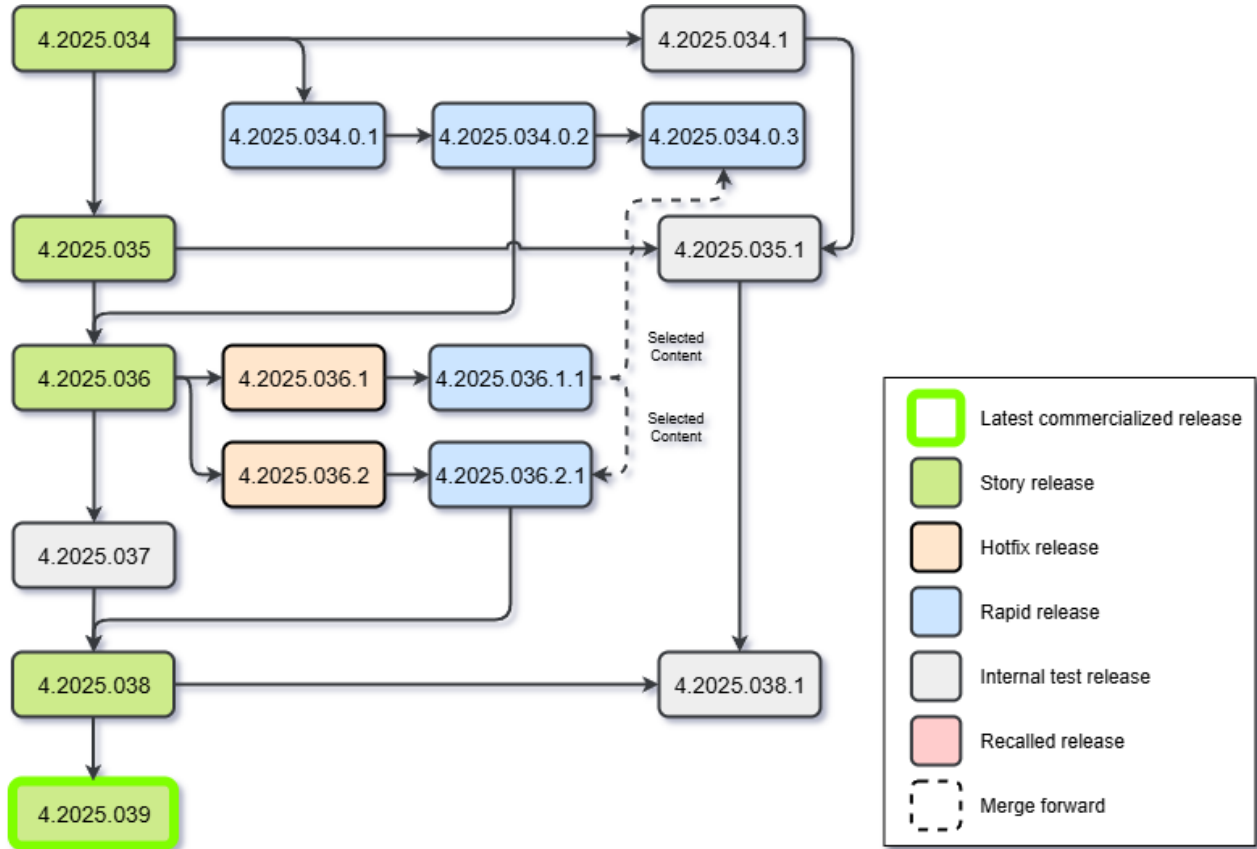 4.2025.034
4.2025.034.1
4.2025.034.0.1
4.2025.034.0.2
4.2025.034.0.3
4.2025.035
4.2025.035.1
Selected
Content
4.2025.036
4.2025.036.1
4.2025.036.1.1
Selected
Content
4.2025.036.2
4.2025.036.2.1
4.2025.037
4.2025.038
4.2025.038.1
4.2025.039
Latest commercialized release
Story release
Hotfix release
Rapid release
Internal test release
Recalled release
Merge forward